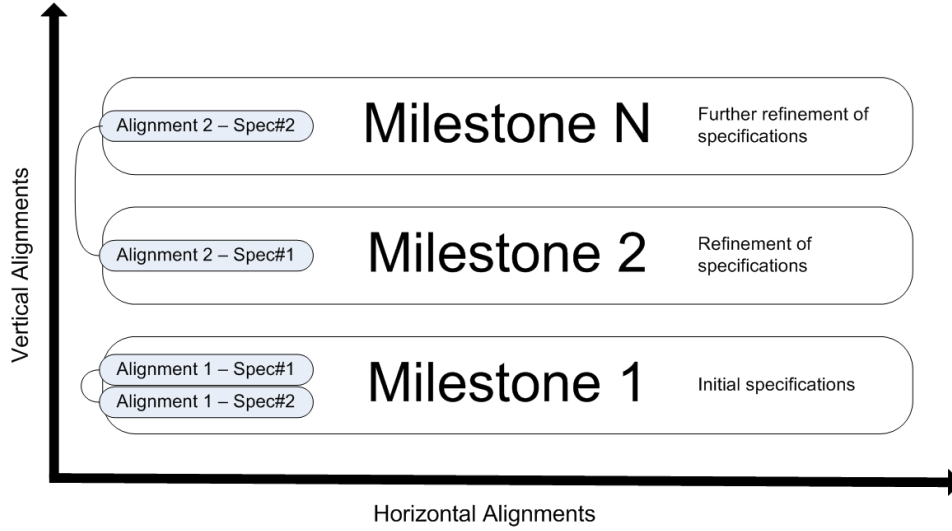 Vertical Alignments
Alignment 2 – Spec#2
Milestone N
Further refinement of
specifications
Alignment 2 – Spec#1
Milestone 2
Refinement of
specifications
Alignment 1 – Spec#1
Alignment 1 – Spec#2
Milestone 1
Initial specifications
Horizontal Alignments